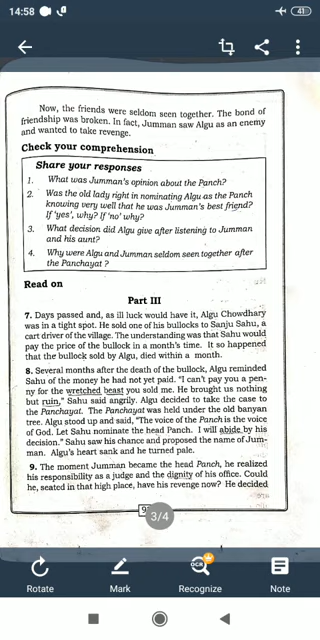 14:58
41
Now, the friends were seldom seen together. The bond of
friendship was broken. In fact, Jumman saw Algu as an enemy
and wanted to take revenge.
Check your comprehension
Share your responses
1. What was Jumman's opinion about the Panch?
2. Was the old lady right in nominating Algu as the Panch
knowing very well that he was Jumman's best friend?
If 'yes', why? If 'no' why?
3. What decision did Algu give after listening to Jumman
and his aunt?
4. Why were Algu and Jumman seldom seen together after
the Panchayat ?
Read on
Part III
7. Days passed and, as ill luck would have it, Algu Chowdhary
was in a tight spot. He sold one of his bullocks to Sanju Sahu, a
cart driver of the village. The understanding was that Sahu would
pay the price of the bullock in a month's time. It so happened
that the bullock sold by Algu, died within a month.
8. Several months after the death of the bullock, Algu reminded
Sahu of the money he had not yet paid. "I can't pay you a pen-
ny for the wretched beast you sold me. He brought us nothing
but ruin," Sahu said angrily. Algu decided to take the case to
the Panchayat. The Panchayat was held under the old banyan
tree. Algu stood up and said, "The voice of the Panch is the voice
of God. Let Sahu nominate the head Panch. I will abide by his
decision." Sahu saw his chance and proposed the name of Jum-
man. Algu's heart sank and he turned pale.
9. The moment Jumman became the head Panch, he realized
his responsibility as a judge and the dignity of his office. Could
he, seated in that high place, have his revenge now? He decided
3/4
OCR
Rotate
Mark
Recognize
Note